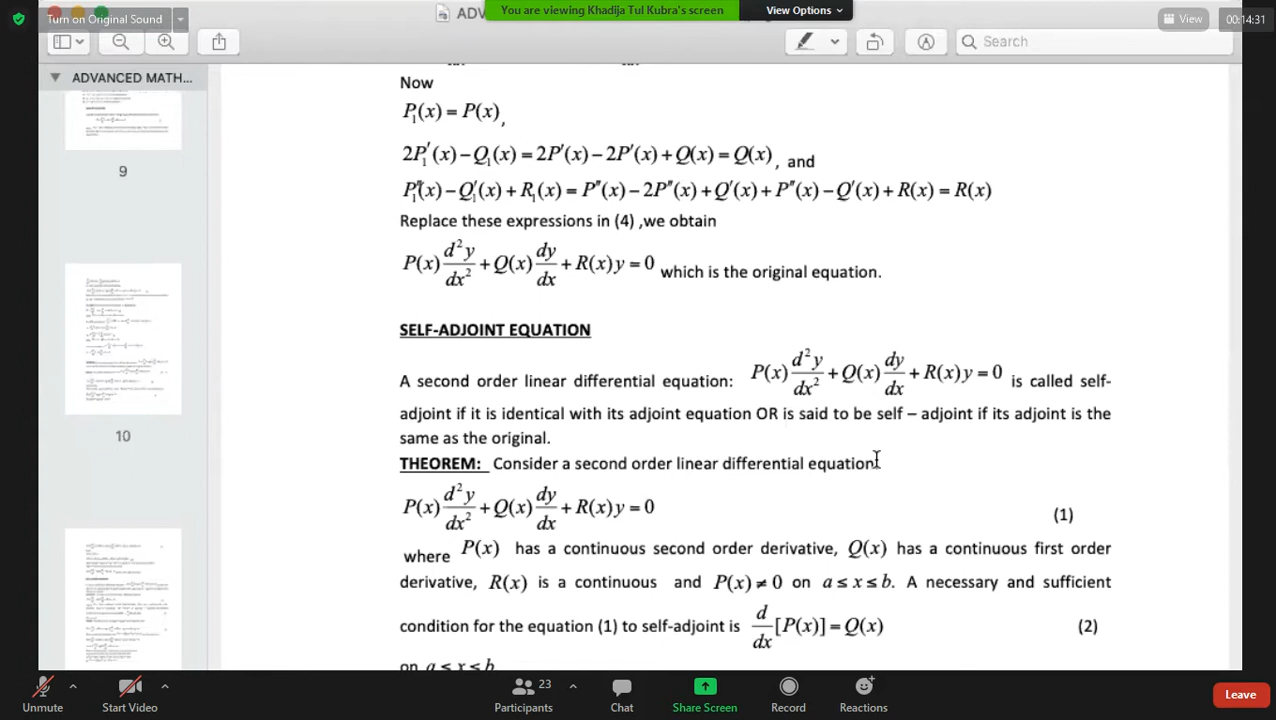 Turn on Original Sound
ADV
You are viewing Khadija Tul Kubra's screen
View Options
View
00:14:31
Search
ADVANCED MATH...
9
10
Now
P₁(x) = P(x),
2P₁′(x) − Q₁(x) = 2P′(x) − 2P′(x) + Q(x) = Q(x), and
P₁″(x) − Q₁′(x) + R₁(x) = P″(x) − 2P″(x) + Q′(x) + P″(x) − Q′(x) + R(x) = R(x)
Replace these expressions in (4) ,we obtain
P(x) d²y/dx² + Q(x) dy/dx + R(x)y = 0 which is the original equation.
SELF-ADJOINT EQUATION
A second order linear differential equation: P(x) d²y/dx² + Q(x) dy/dx + R(x)y = 0 is called self-
adjoint if it is identical with its adjoint equation OR is said to be self – adjoint if its adjoint is the
same as the original.
THEOREM: Consider a second order linear differential equation
P(x) d²y/dx² + Q(x) dy/dx + R(x)y = 0 (1)
where P(x) has a continuous second order derivative, Q(x) has a continuous first order
derivative, R(x) is a continuous and P(x) ≠ 0 on a ≤ x ≤ b. A necessary and sufficient
condition for the equation (1) to self-adjoint is d/dx [P(x)] = Q(x) (2)
on a ≤ x ≤ b
Unmute
Start Video
23
Participants
Chat
Share Screen
Record
Reactions
Leave